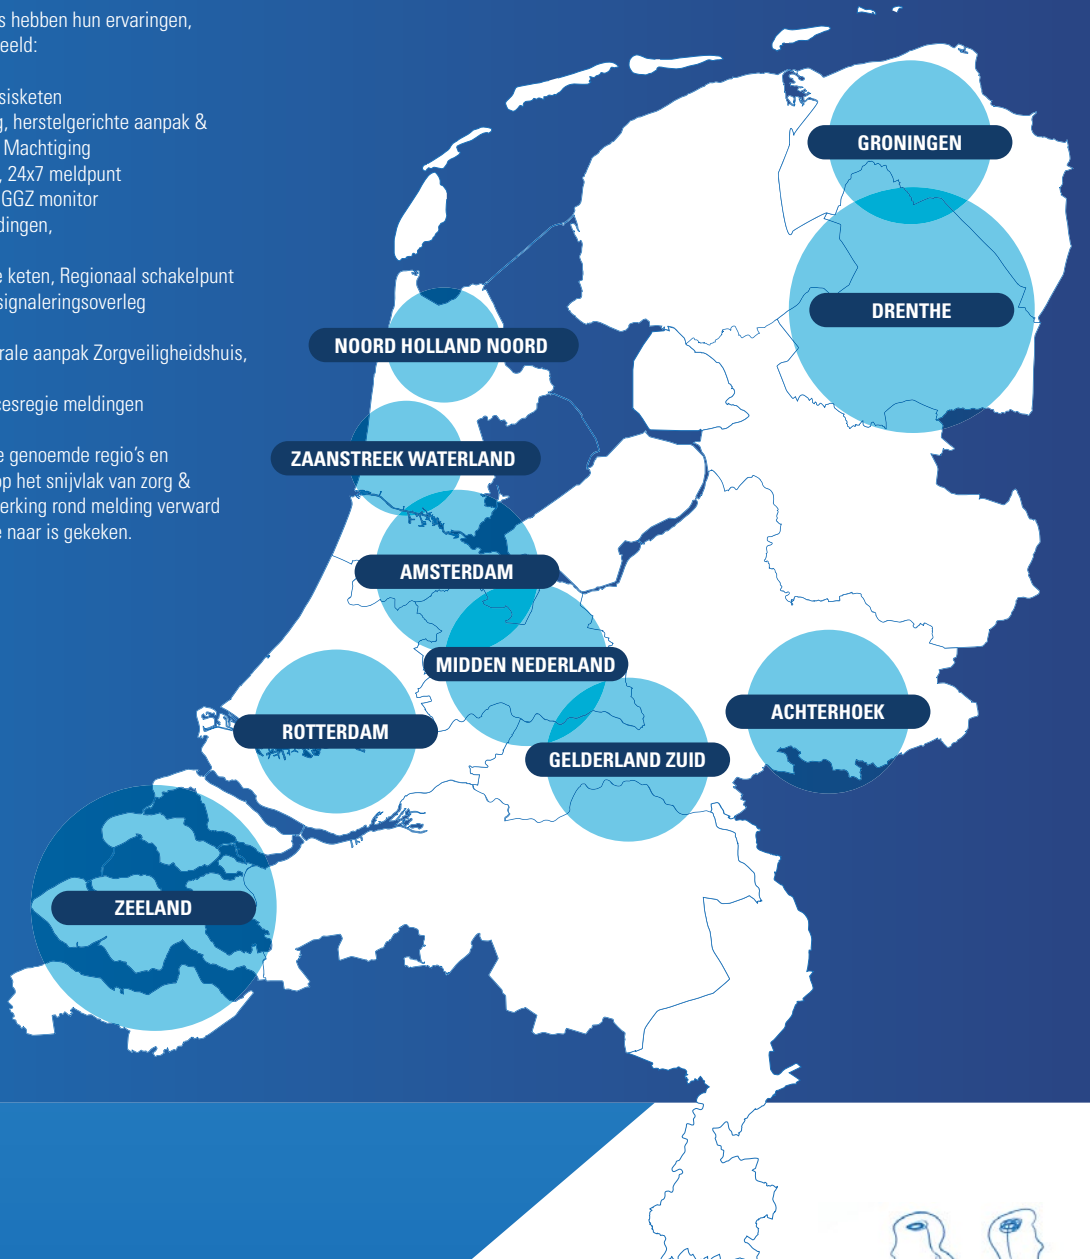 s hebben hun ervaringen,
eeld:
sisketen
g, herstelgerichte aanpak &
Machtiging
, 24x7 meldpunt
GGZ monitor
dingen,
e keten, Regionaal schakelpunt
signaleringsoverleg
rale aanpak Zorgveiligheidshuis,
cesregie meldingen
e genoemde regio's en
op het snijvlak van zorg &
erking rond melding verward
e naar is gekeken.
GRONINGEN
DRENTHE
NOORD HOLLAND NOORD
ZAANSTREEK WATERLAND
AMSTERDAM
MIDDEN NEDERLAND
ROTTERDAM
ACHTERHOEK
GELDERLAND ZUID
ZEELAND